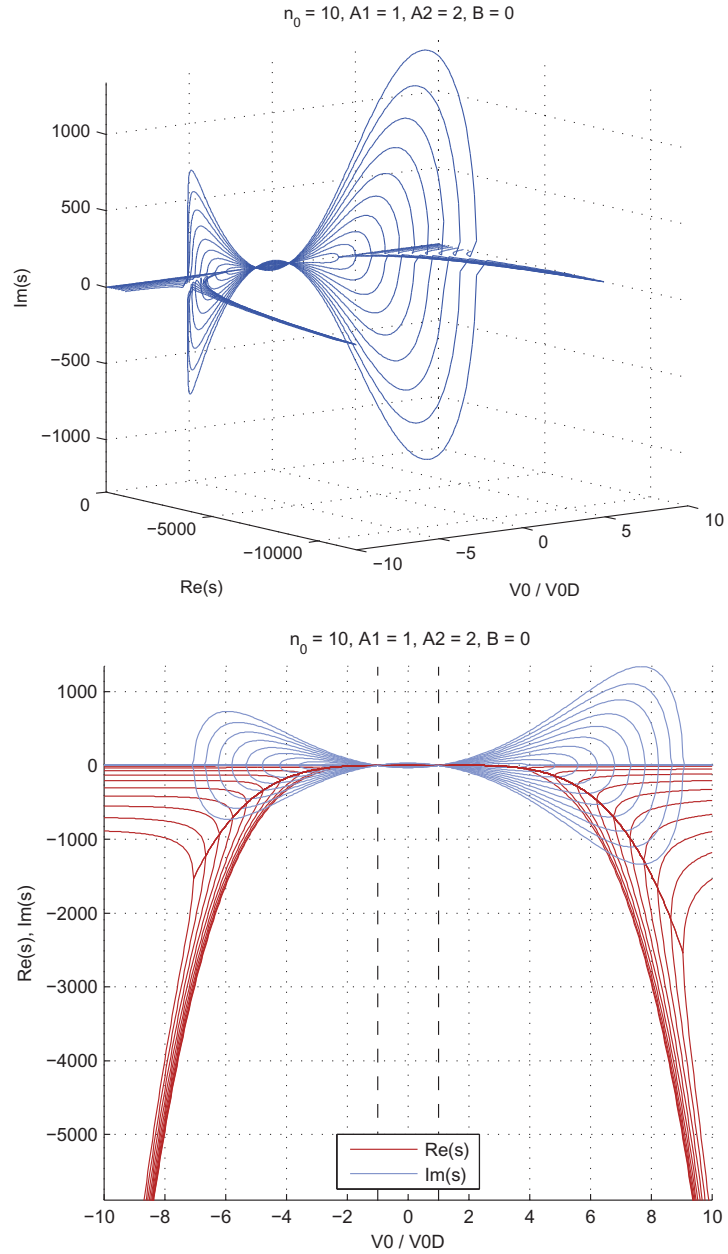 n₀ = 10, A1 = 1, A2 = 2, B = 0
1000
500
0
−500
−1000
Im(s)
0
−5000
−10000
Re(s)
−10
−5
0
5
10
V0 / V0D
n₀ = 10, A1 = 1, A2 = 2, B = 0
1000
0
−1000
−2000
−3000
−4000
−5000
Re(s), Im(s)
Re(s)
Im(s)
−10 −8 −6 −4 −2 0 2 4 6 8 10
V0 / V0D